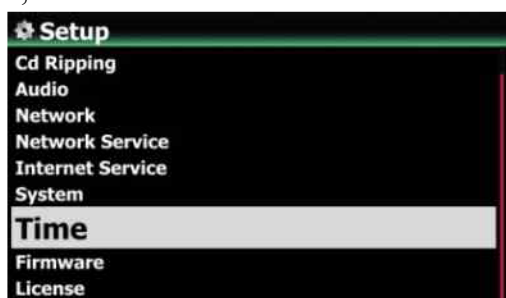 Setup
Cd Ripping
Audio
Network
Network Service
Internet Service
System
Time
Firmware
License